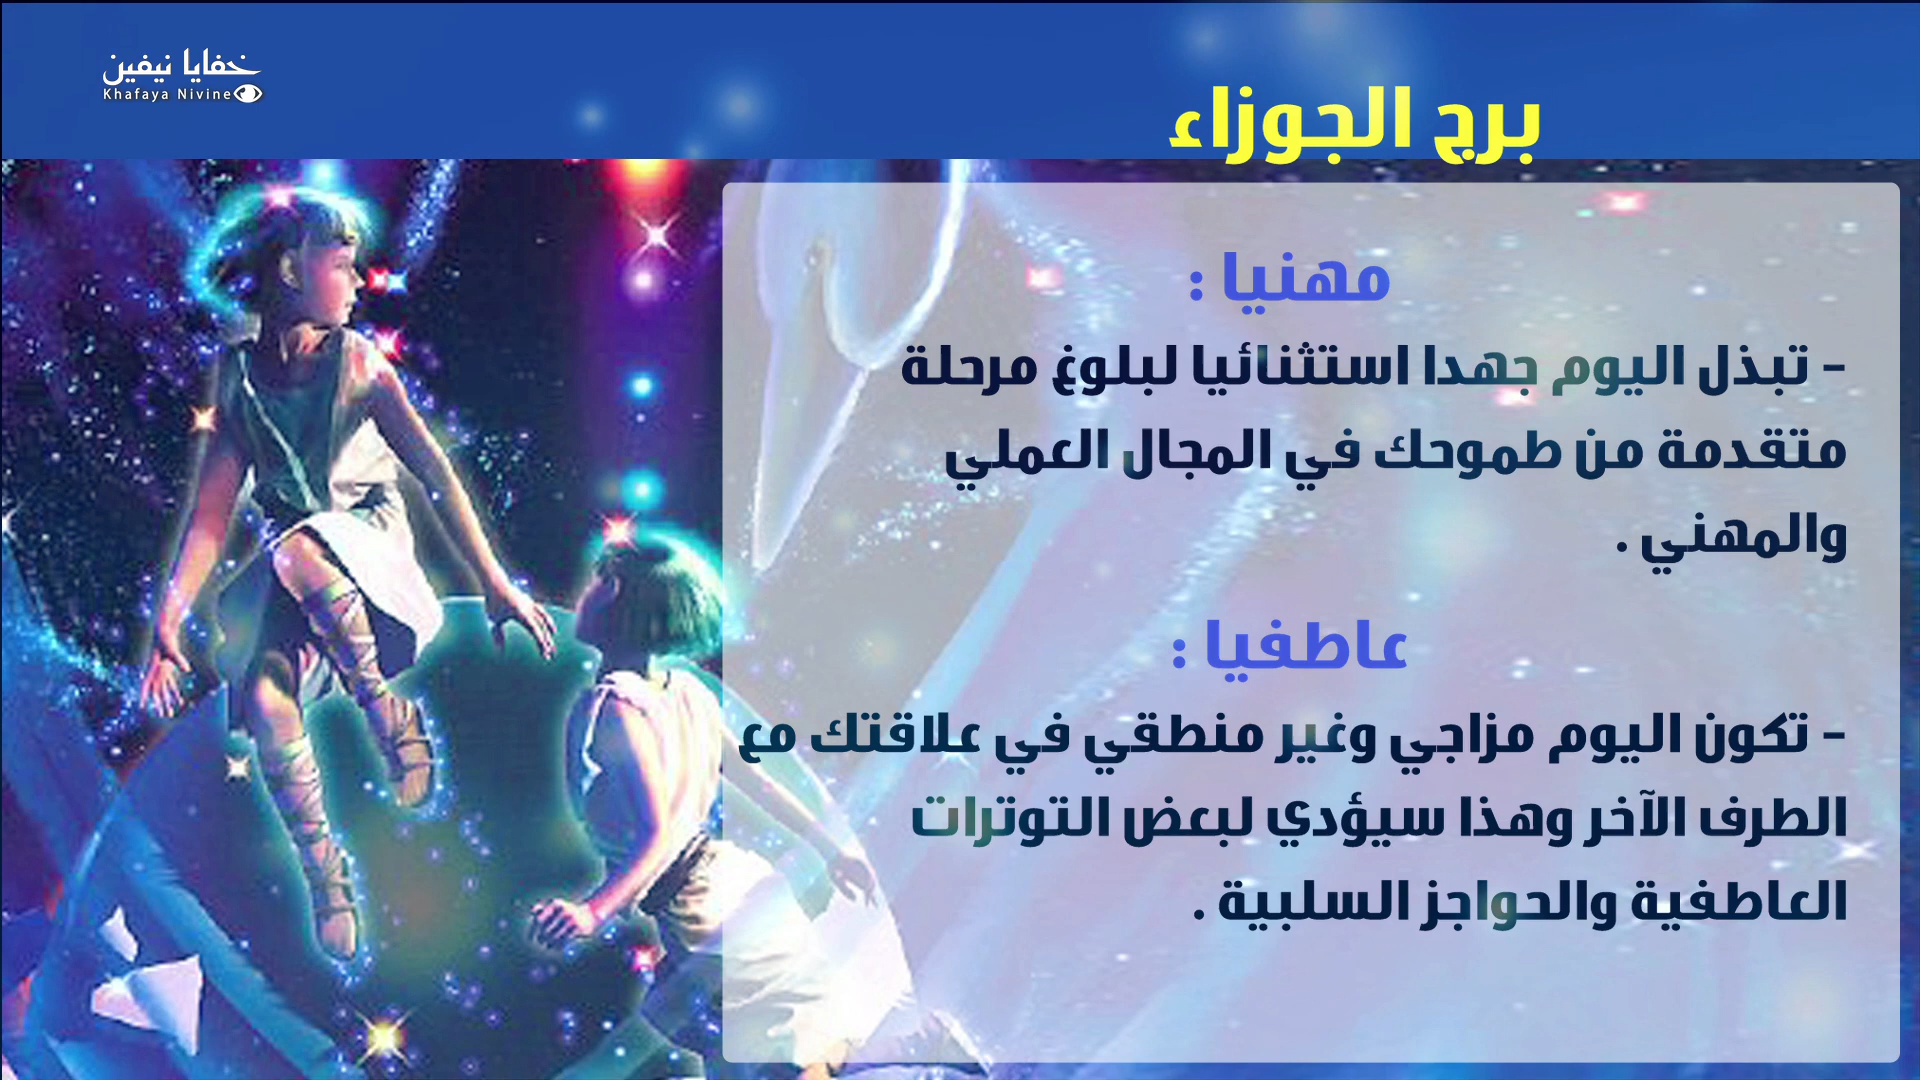 خفايا نيفين
Khafaya Nivine
برج الجوزاء
مهنيا :
- تبذل اليوم جهدا استثنائيا لبلوغ مرحلة
متقدمة من طموحك في المجال العملي
والمهني .
عاطفيا :
- تكون اليوم مزاجي وغير منطقي في علاقتك مع
الطرف الآخر وهذا سيؤدي لبعض التوترات
العاطفية والحواجز السلبية .